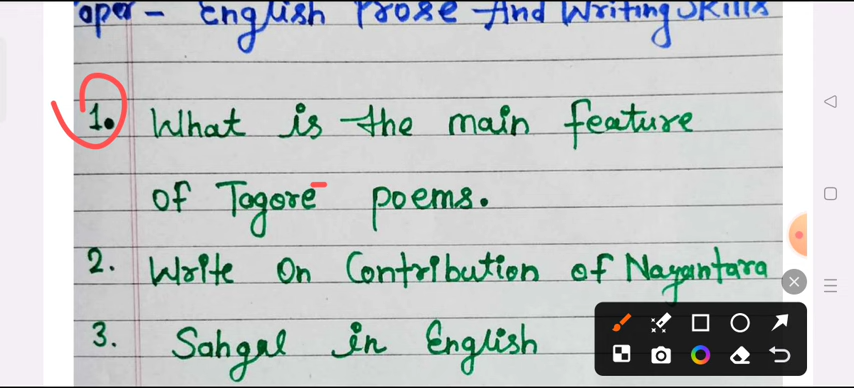 aper - English Prose And Writing Skills
1. What is the main feature
of Tagore poems.
2. Write On Contribution of Nayantara
3. Sahgal in English